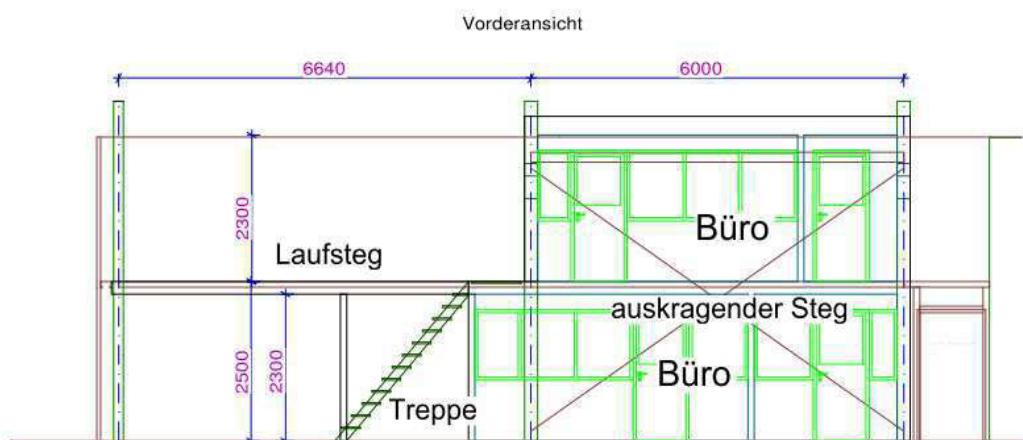 Vorderansicht
6640
6000
2300
Büro
Laufsteg
auskragender Steg
2500
2300
Büro
Treppe